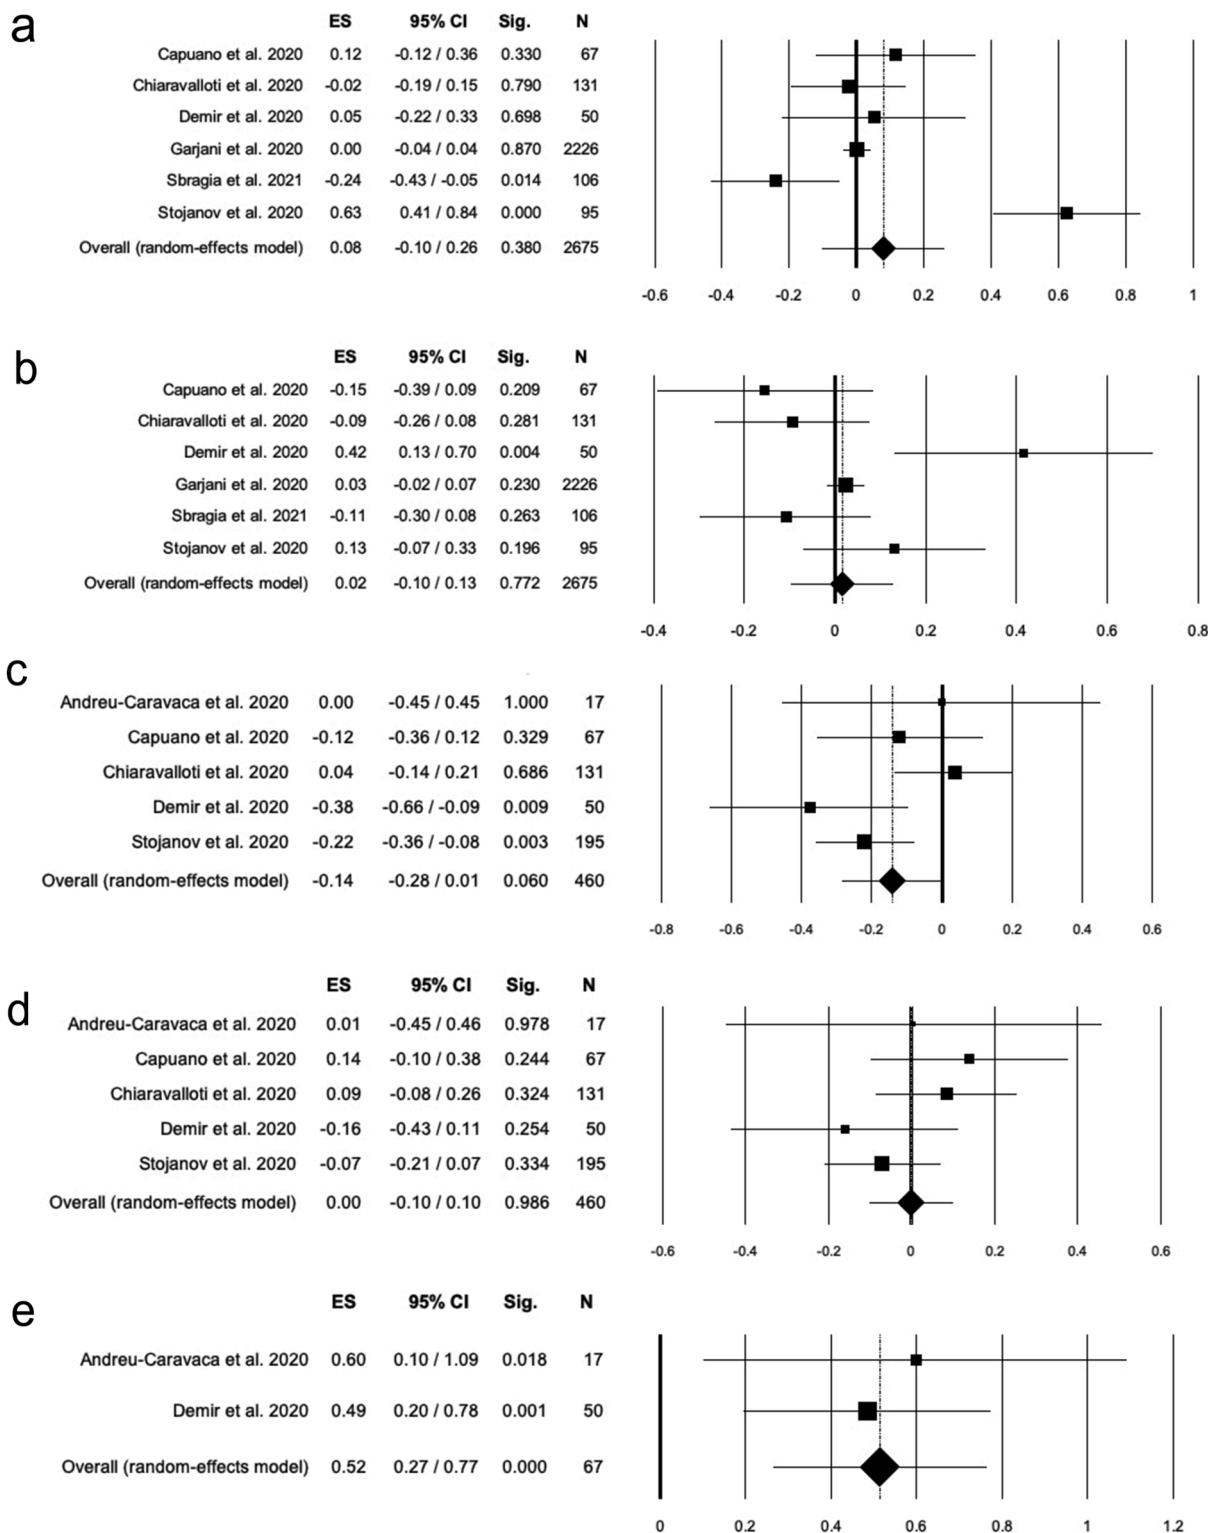 a
ES 95% CI Sig. N
Capuano et al. 2020 0.12 -0.12 / 0.36 0.330 67
Chiaravalloti et al. 2020 -0.02 -0.19 / 0.15 0.790 131
Demir et al. 2020 0.05 -0.22 / 0.33 0.698 50
Garjani et al. 2020 0.00 -0.04 / 0.04 0.870 2226
Sbragia et al. 2021 -0.24 -0.43 / -0.05 0.014 106
Stojanov et al. 2020 0.63 0.41 / 0.84 0.000 95
Overall (random-effects model) 0.08 -0.10 / 0.26 0.380 2675
-0.6 -0.4 -0.2 0 0.2 0.4 0.6 0.8 1
b
ES 95% CI Sig. N
Capuano et al. 2020 -0.15 -0.39 / 0.09 0.209 67
Chiaravalloti et al. 2020 -0.09 -0.26 / 0.08 0.281 131
Demir et al. 2020 0.42 0.13 / 0.70 0.004 50
Garjani et al. 2020 0.03 -0.02 / 0.07 0.230 2226
Sbragia et al. 2021 -0.11 -0.30 / 0.08 0.263 106
Stojanov et al. 2020 0.13 -0.07 / 0.33 0.196 95
Overall (random-effects model) 0.02 -0.10 / 0.13 0.772 2675
-0.4 -0.2 0 0.2 0.4 0.6 0.8
c
Andreu-Caravaca et al. 2020 0.00 -0.45 / 0.45 1.000 17
Capuano et al. 2020 -0.12 -0.36 / 0.12 0.329 67
Chiaravalloti et al. 2020 0.04 -0.14 / 0.21 0.686 131
Demir et al. 2020 -0.38 -0.66 / -0.09 0.009 50
Stojanov et al. 2020 -0.22 -0.36 / -0.08 0.003 195
Overall (random-effects model) -0.14 -0.28 / 0.01 0.060 460
-0.8 -0.6 -0.4 -0.2 0 0.2 0.4 0.6
d
ES 95% CI Sig. N
Andreu-Caravaca et al. 2020 0.01 -0.45 / 0.46 0.978 17
Capuano et al. 2020 0.14 -0.10 / 0.38 0.244 67
Chiaravalloti et al. 2020 0.09 -0.08 / 0.26 0.324 131
Demir et al. 2020 -0.16 -0.43 / 0.11 0.254 50
Stojanov et al. 2020 -0.07 -0.21 / 0.07 0.334 195
Overall (random-effects model) 0.00 -0.10 / 0.10 0.986 460
-0.6 -0.4 -0.2 0 0.2 0.4 0.6
e
ES 95% CI Sig. N
Andreu-Caravaca et al. 2020 0.60 0.10 / 1.09 0.018 17
Demir et al. 2020 0.49 0.20 / 0.78 0.001 50
Overall (random-effects model) 0.52 0.27 / 0.77 0.000 67
0 0.2 0.4 0.6 0.8 1 1.2